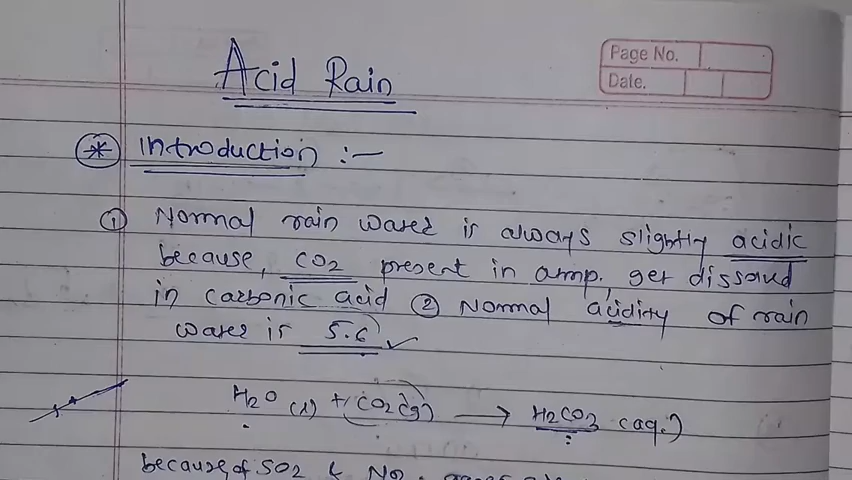 Acid Rain
Page No.
Date.
* Introduction :-
① Normal rain water is always slightly acidic
because, CO2 present in amp. get dissolved
in carbonic acid ② Normal acidity of rain
water is 5.6
H2O (l) + CO2(g) → H2CO3 (aq.)
because of SO2 & NO2